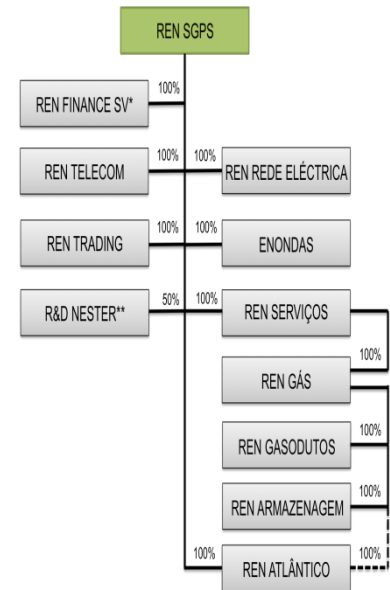 REN SGPS
100%
REN FINANCE SV*
100%
100%
REN TELECOM
REN REDE ELÉCTRICA
100%
100%
REN TRADING
ENONDAS
50%
100%
R&D NESTER**
REN SERVIÇOS
100%
REN GÁS
100%
REN GASODUTOS
100%
REN ARMAZENAGEM
100%
100%
REN ATLÂNTICO